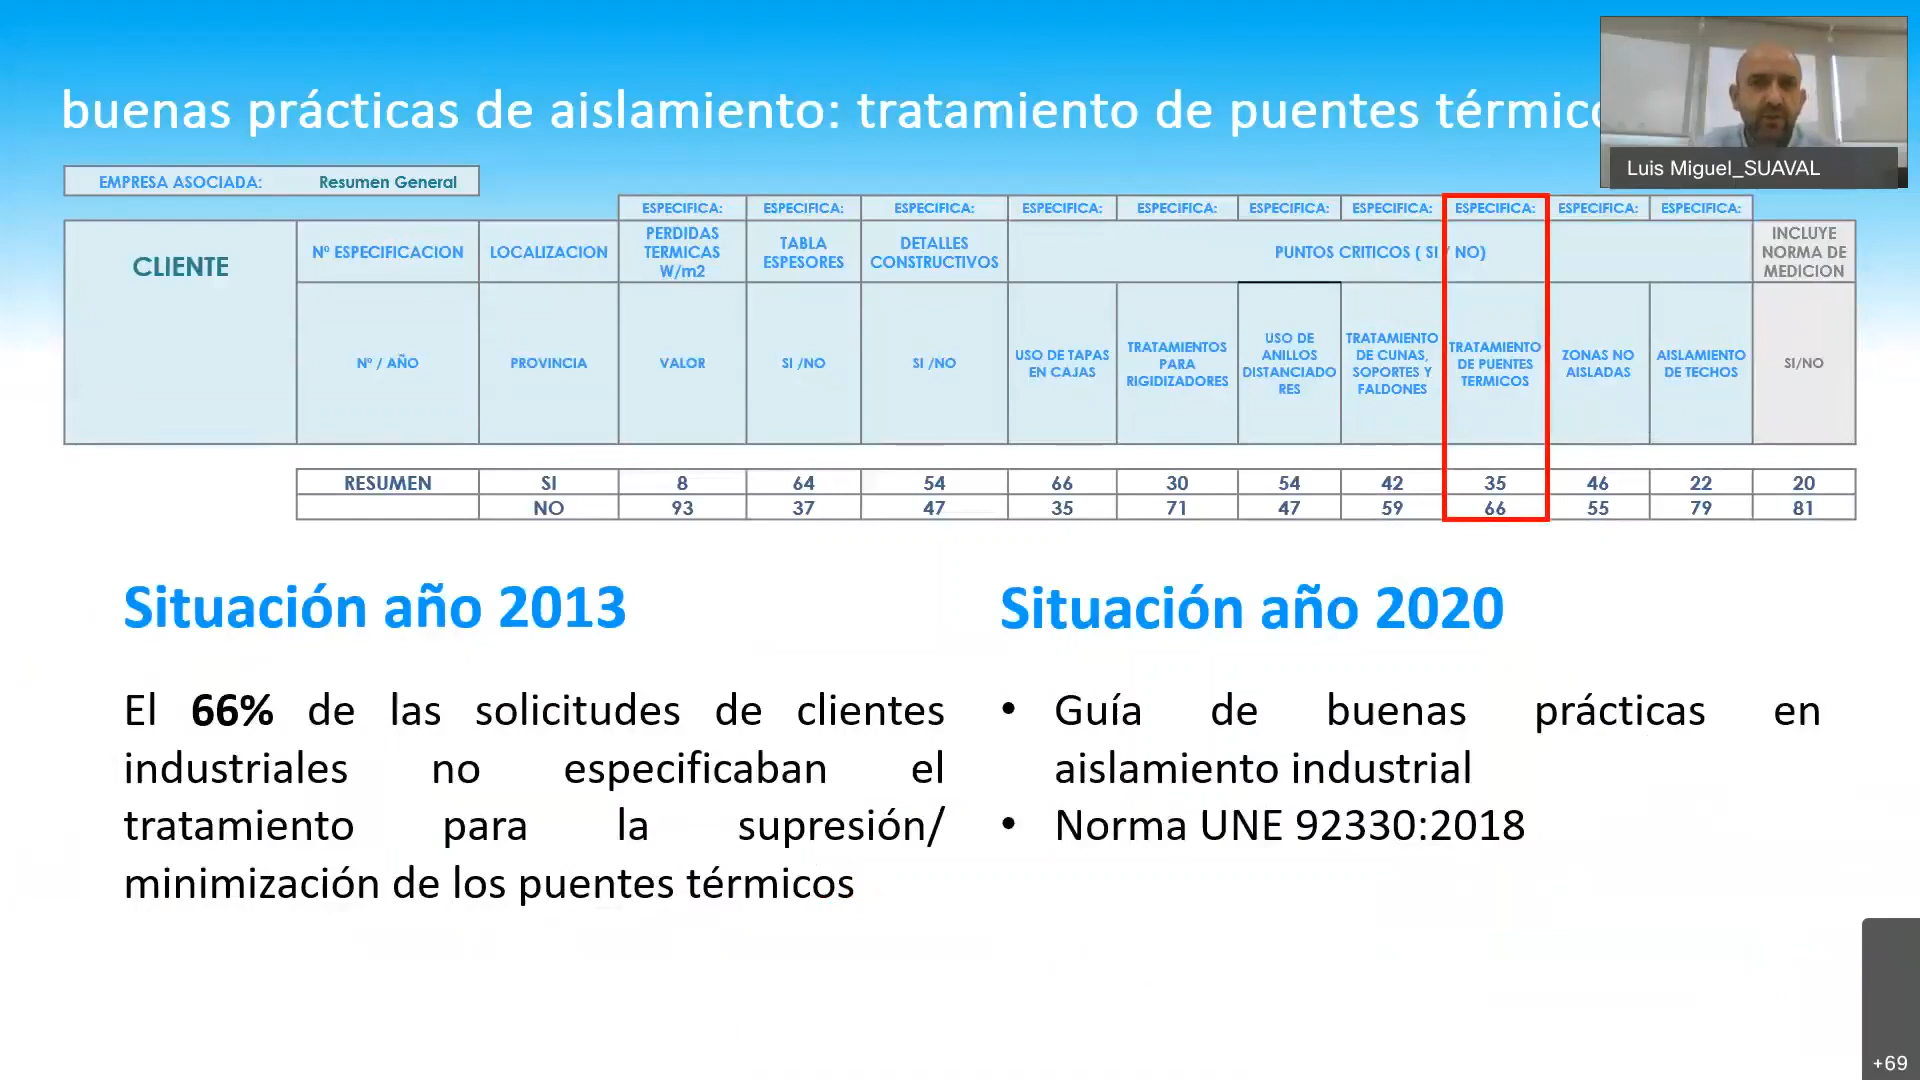 buenas prácticas de aislamiento: tratamiento de puentes térmico
Luis Miguel_SUAVAL
EMPRESA ASOCIADA: Resumen General
ESPECIFICA: ESPECIFICA: ESPECIFICA: ESPECIFICA: ESPECIFICA: ESPECIFICA: ESPECIFICA: ESPECIFICA: ESPECIFICA: ESPECIFICA:
CLIENTE
Nº ESPECIFICACION
LOCALIZACION
PERDIDAS
TERMICAS
W/m2
TABLA
ESPESORES
DETALLES
CONSTRUCTIVOS
PUNTOS CRITICOS ( SI / NO)
INCLUYE
NORMA DE
MEDICION
Nº / AÑO
PROVINCIA
VALOR
SI /NO
SI /NO
USO DE TAPAS
EN CAJAS
TRATAMIENTOS
PARA
RIGIDIZADORES
USO DE
ANILLOS
DISTANCIADO
RES
TRATAMIENTO
DE CUNAS,
SOPORTES Y
FALDONES
TRATAMIENTO
DE PUENTES
TERMICOS
ZONAS NO
AISLADAS
AISLAMIENTO
DE TECHOS
SI/NO
RESUMEN SI 8 64 54 66 30 54 42 35 46 22 20
NO 93 37 47 35 71 47 59 66 55 79 81
Situación año 2013
El 66% de las solicitudes de clientes
industriales no especificaban el
tratamiento para la supresión/
minimización de los puentes térmicos
Situación año 2020
• Guía de buenas prácticas en
aislamiento industrial
• Norma UNE 92330:2018
+69